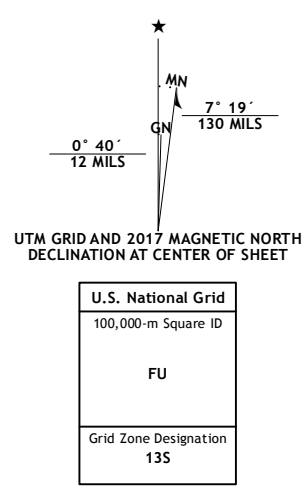 ★
MN
7° 19´
130 MILS
GN
0° 40´
12 MILS
UTM GRID AND 2017 MAGNETIC NORTH
DECLINATION AT CENTER OF SHEET
U.S. National Grid
100,000-m Square ID
FU
Grid Zone Designation
13S